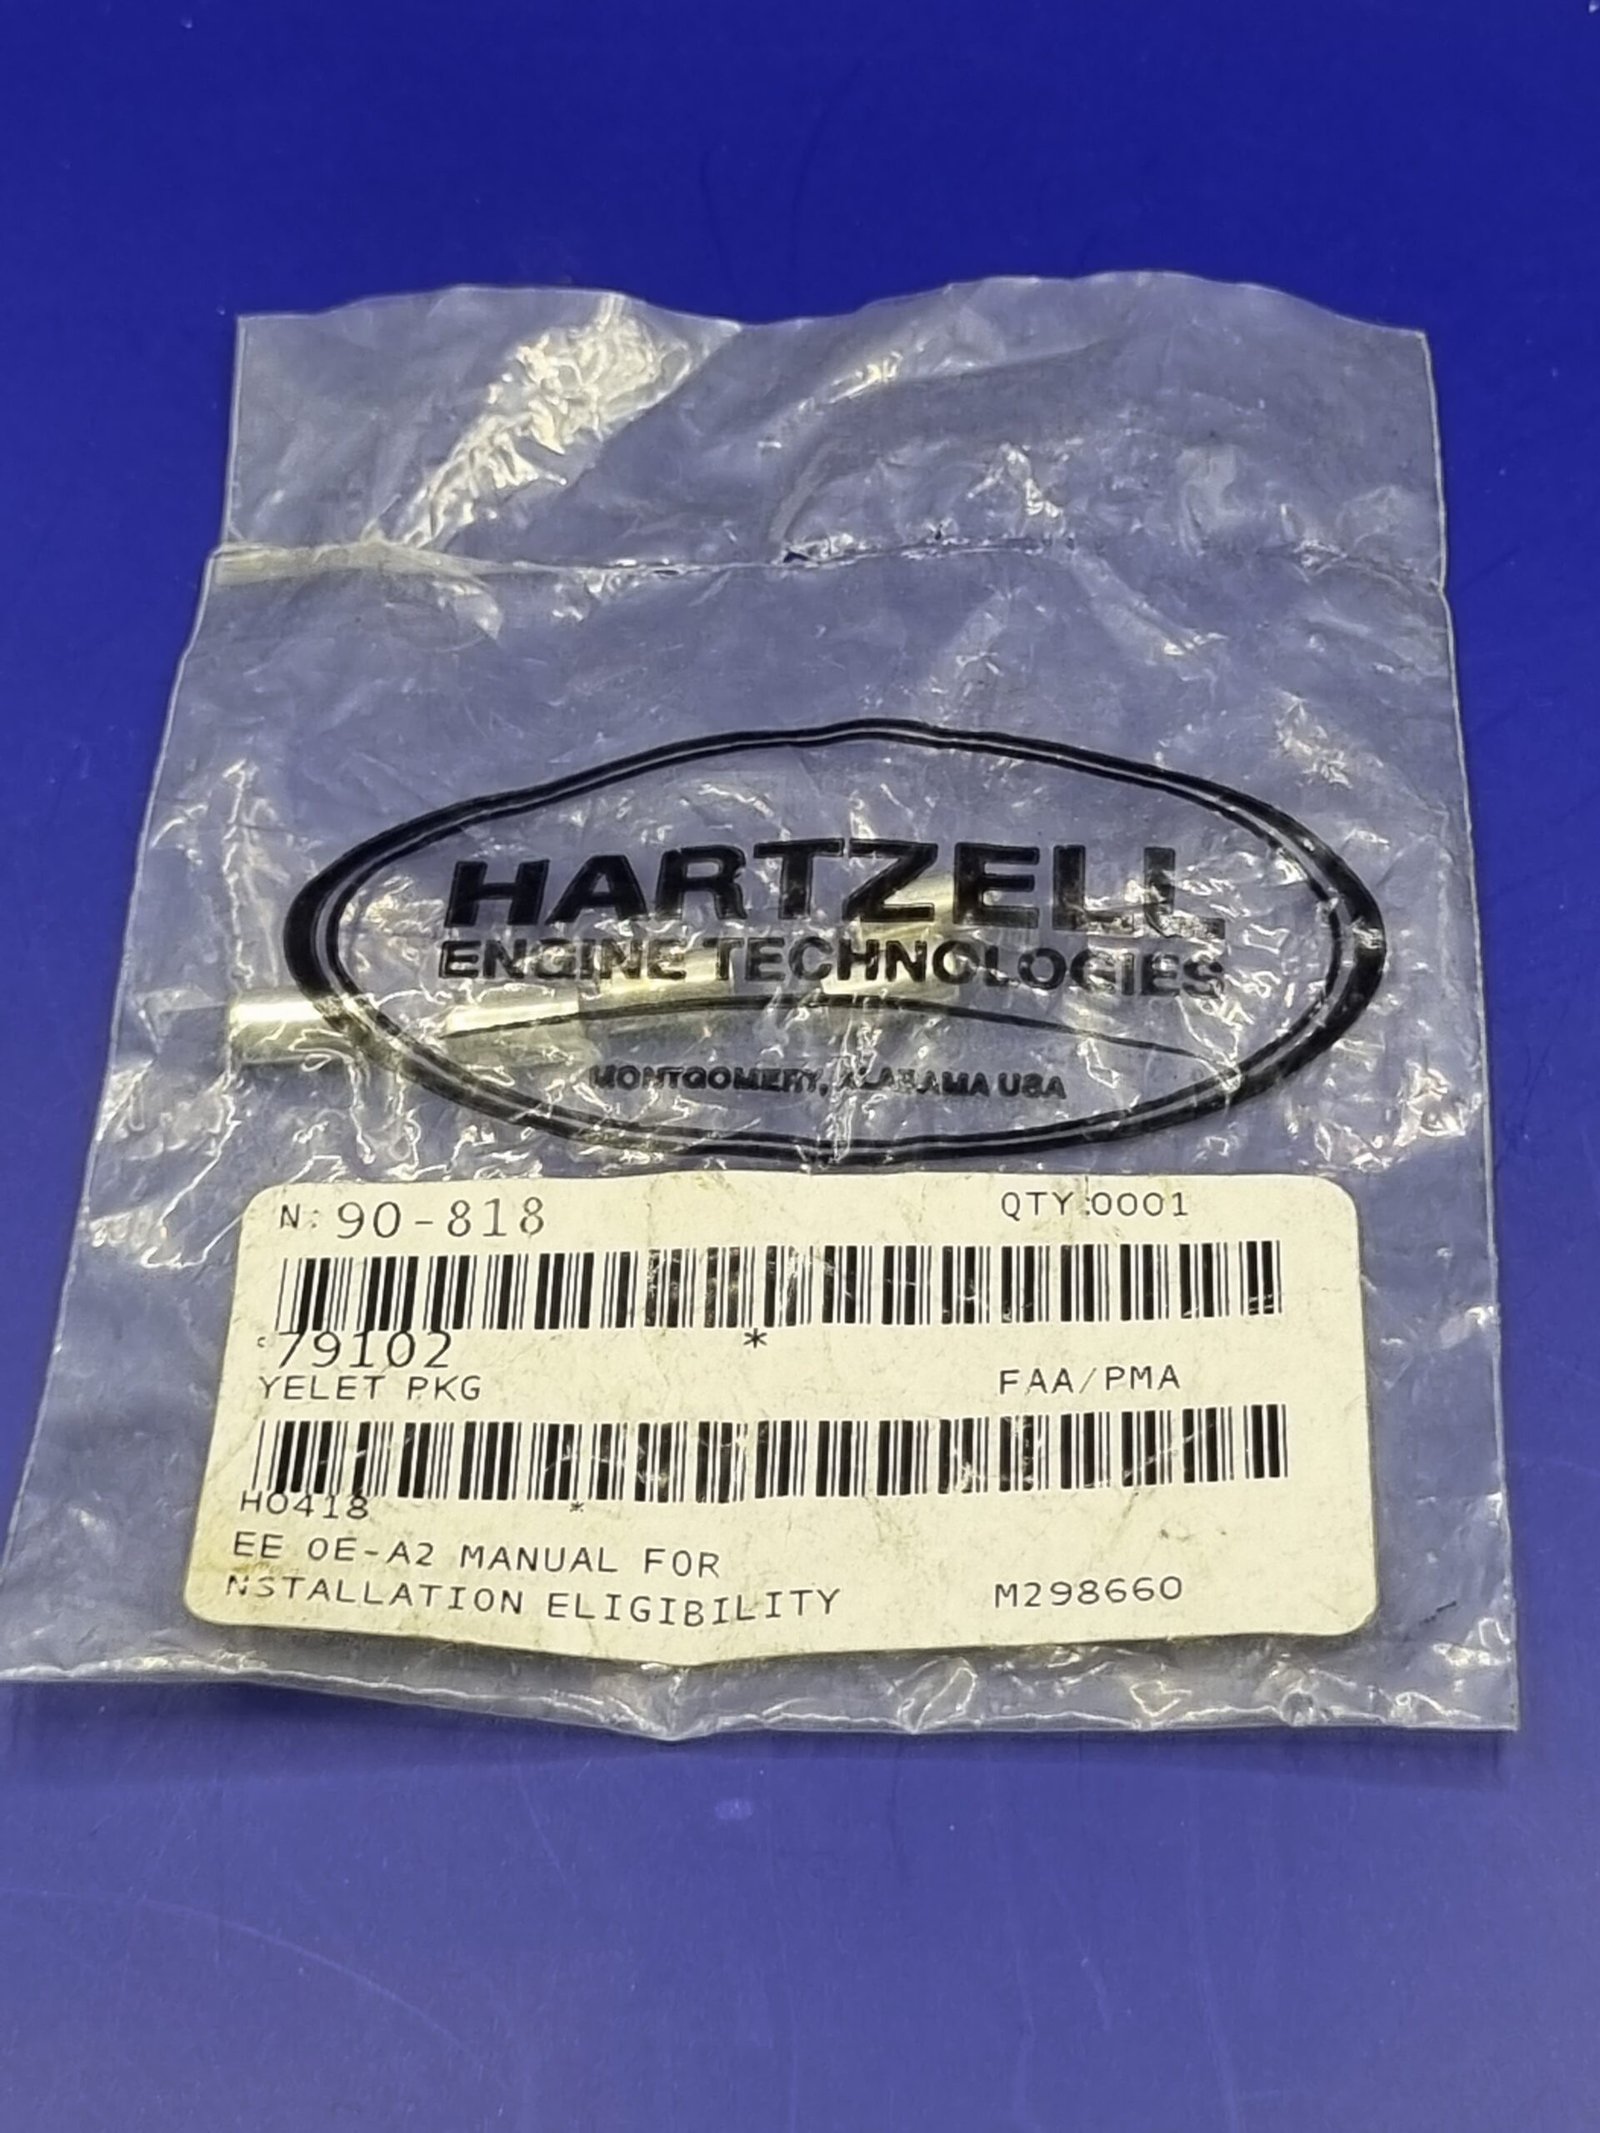 HARTZELL
ENGINE TECHNOLOGIES
MONTGOMERY, ALABAMA USA
N: 90-818 QTY:0001
79102 *
YELET PKG FAA/PMA
H0418 *
EE OE-A2 MANUAL FOR
NSTALLATION ELIGIBILITY M298660